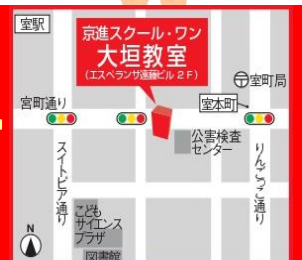 室駅
京進スクール・ワン
大垣教室
(エスペランサ遠藤ビル2F)
室町局
宮町通り
室本町
公害検査
センター
スイトピア通り
りんごっこ通り
こども
サイエンス
プラザ
N
図書館